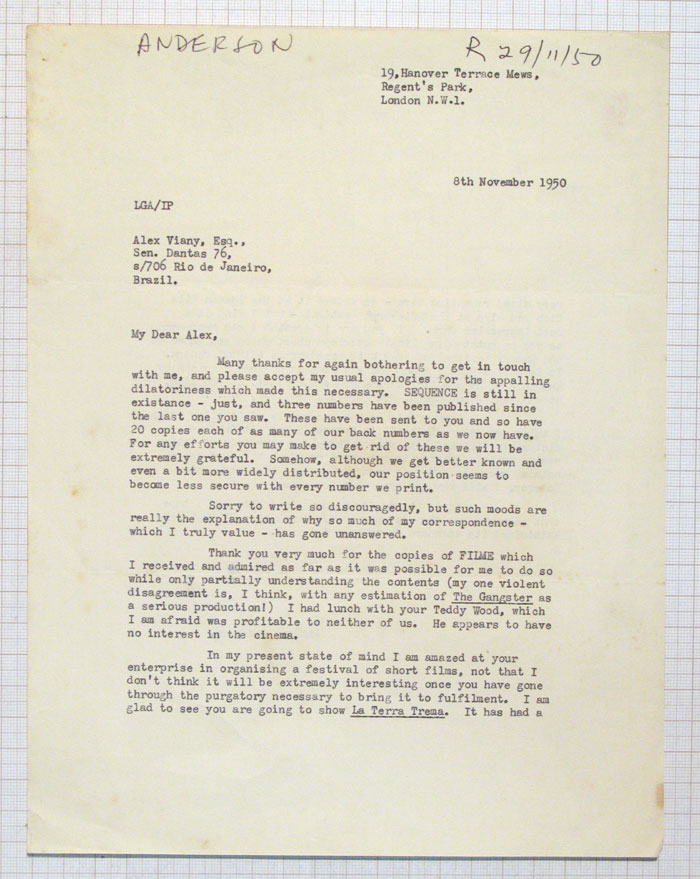 ANDERSON
R 29/11/50
19,Hanover Terrace Mews,
Regent's Park,
London N.W.1.
8th November 1950
LGA/IP
Alex Viany, Esq.,
Sen. Dantas 76,
s/706 Rio de Janeiro,
Brazil.
My Dear Alex,
Many thanks for again bothering to get in touch
with me, and please accept my usual apologies for the appalling
dilatoriness which made this necessary. SEQUENCE is still in
existance - just, and three numbers have been published since
the last one you saw. These have been sent to you and so have
20 copies each of as many of our back numbers as we now have.
For any efforts you may make to get rid of these we will be
extremely grateful. Somehow, although we get better known and
even a bit more widely distributed, our position seems to
become less secure with every number we print.
Sorry to write so discouragedly, but such moods are
really the explanation of why so much of my correspondence -
which I truly value - has gone unanswered.
Thank you very much for the copies of FILME which
I received and admired as far as it was possible for me to do so
while only partially understanding the contents (my one violent
disagreement is, I think, with any estimation of The Gangster as
a serious production!) I had lunch with your Teddy Wood, which
I am afraid was profitable to neither of us. He appears to have
no interest in the cinema.
In my present state of mind I am amazed at your
enterprise in organising a festival of short films, not that I
don't think it will be extremely interesting once you have gone
through the purgatory necessary to bring it to fulfilment. I am
glad to see you are going to show La Terra Trema. It has had a